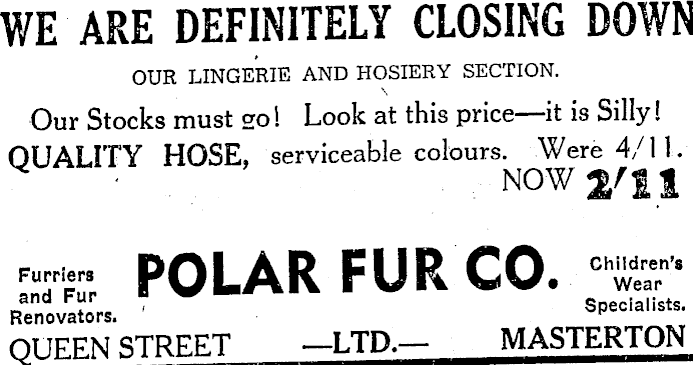 WE ARE DEFINITELY CLOSING DOWN
OUR LINGERIE AND HOSIERY SECTION.
Our Stocks must go! Look at this price—it is Silly!
QUALITY HOSE, serviceable colours. Were 4/11.
NOW 2/11
Furriers
and Fur
Renovators.
POLAR FUR CO.
Children's
Wear
Specialists.
QUEEN STREET —LTD.— MASTERTON